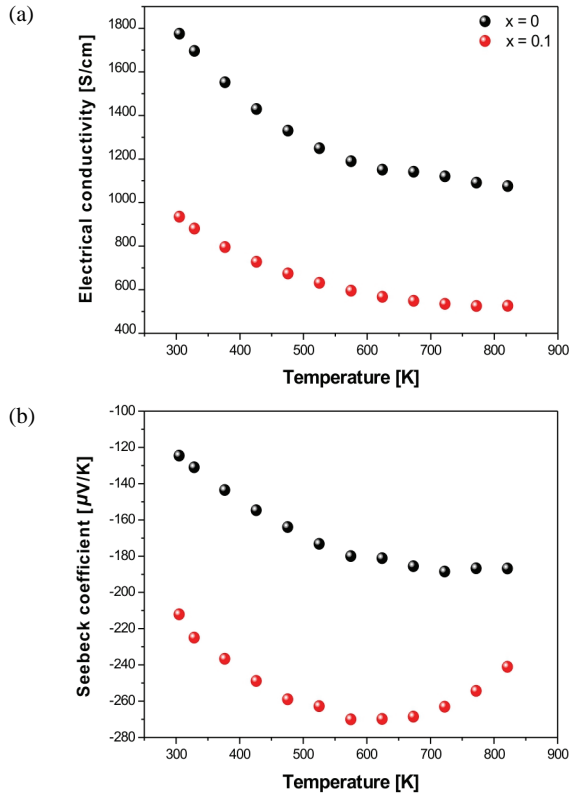 (a)
x = 0
x = 0.1
1800
1600
1400
1200
1000
800
600
400
Electrical conductivity [S/cm]
300 400 500 600 700 800 900
Temperature [K]
(b)
-100
-120
-140
-160
-180
-200
-220
-240
-260
-280
Seebeck coefficient [µV/K]
300 400 500 600 700 800 900
Temperature [K]